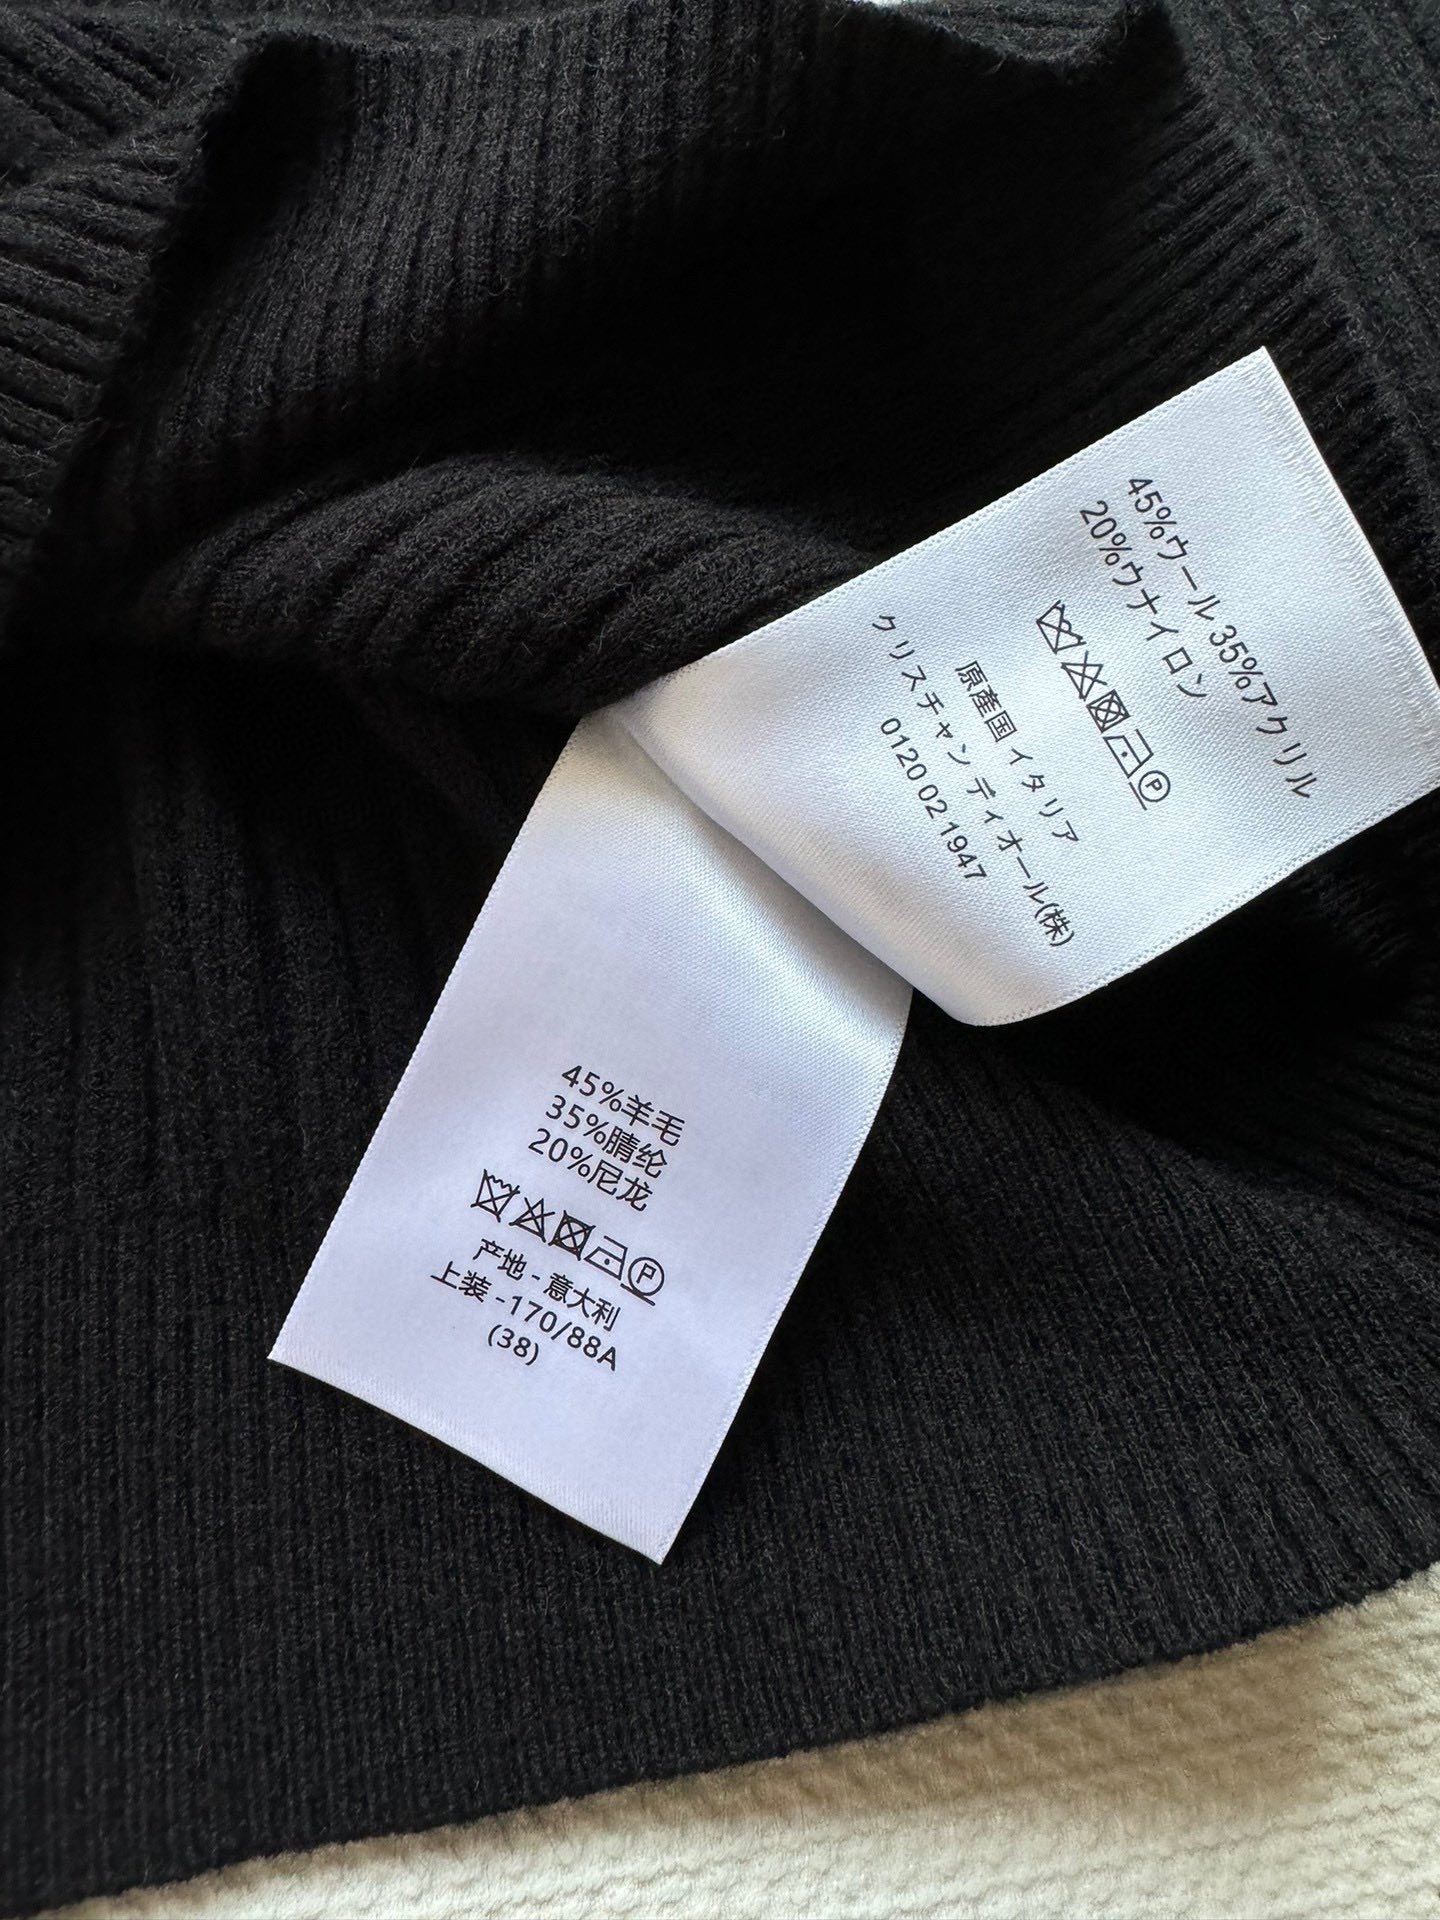 45%ウール 35%アクリル
20%ウナイロン
P
原産国 イタリア
クリスチャン ディオール(株)
0120 02 1947
45%羊毛
35%腈纶
20%尼龙
P
产地 - 意大利
上装 -170/88A
(38)